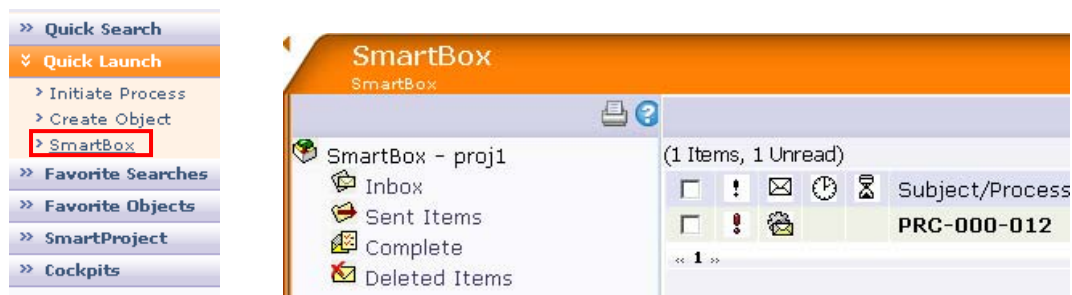 Quick Search
Quick Launch
Initiate Process
Create Object
SmartBox
Favorite Searches
Favorite Objects
SmartProject
Cockpits
SmartBox
SmartBox
SmartBox - proj1
Inbox
Sent Items
Complete
Deleted Items
(1 Items, 1 Unread)
Subject/Process
PRC-000-012
« 1 »